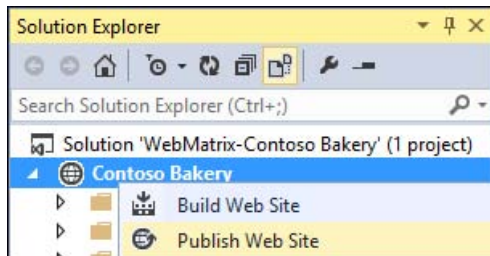 Solution Explorer
Search Solution Explorer (Ctrl+;)
Solution 'WebMatrix-Contoso Bakery' (1 project)
Contoso Bakery
Build Web Site
Publish Web Site